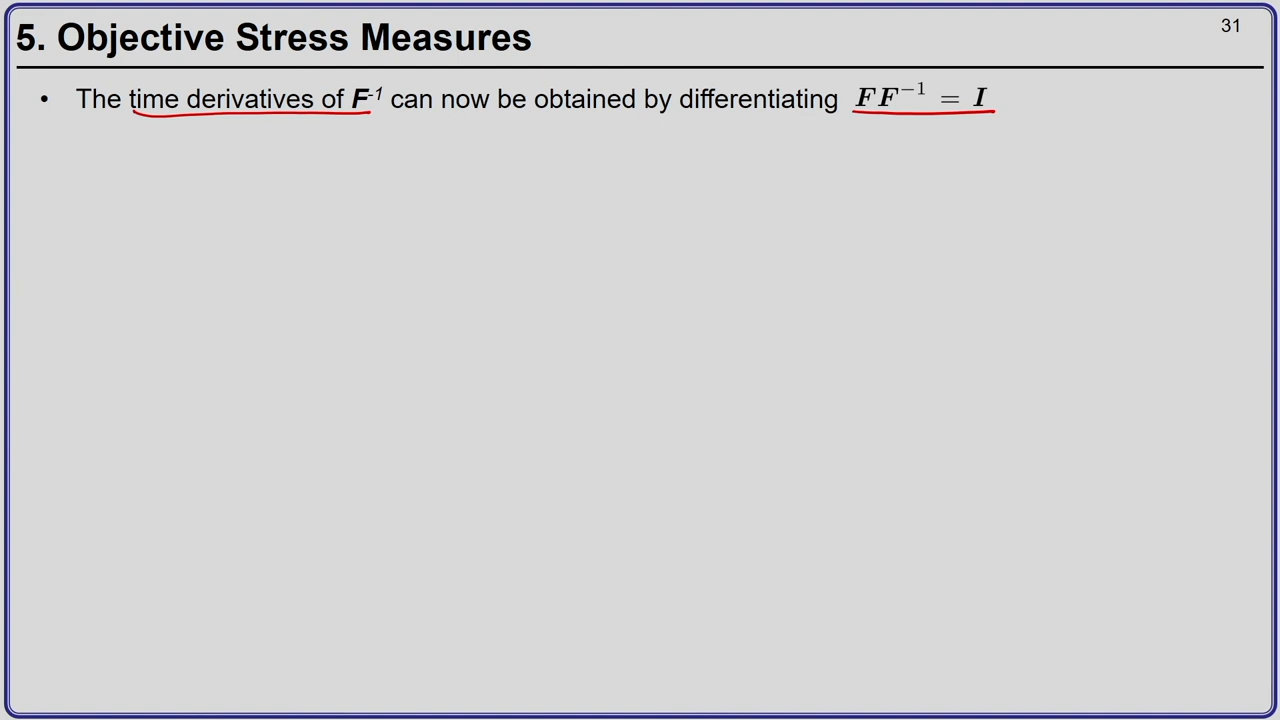 5. Objective Stress Measures
31
• The time derivatives of F⁻¹ can now be obtained by differentiating FF⁻¹ = I